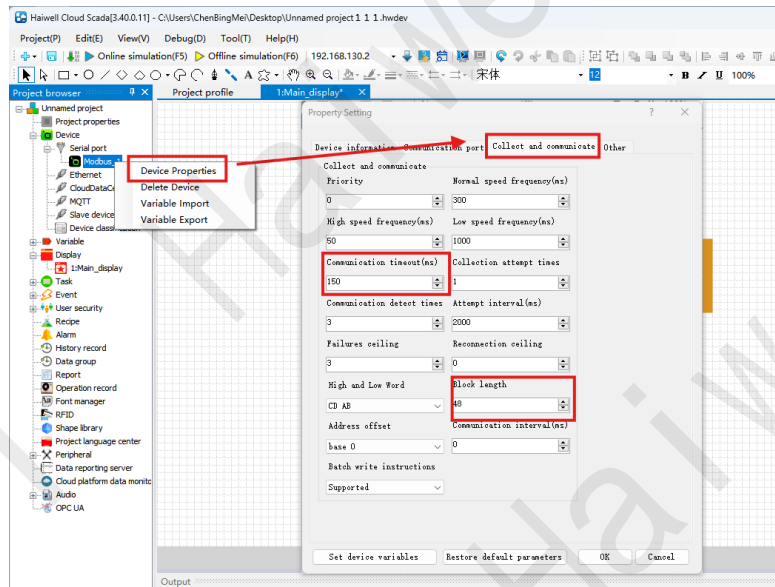 Haiwell Cloud Scada[3.40.0.11] - C:\Users\ChenBingMei\Desktop\Unnamed project１１１.hwdev
Project(P) Edit(E) View(V) Debug(D) Tool(T) Help(H)
Online simulation(F5) Offline simulation(F6) 192.168.130.2
A 宋体 12 B Z U 100%
Project browser Project profile 1:Main_display*
Unnamed project
Project properties
Device
Serial port
Modbus_1
Ethernet
CloudDataCe
MQTT
Slave device
Device classification
Variable
Display
1:Main_display
Task
Event
User security
Recipe
Alarm
History record
Data group
Report
Operation record
Font manager
RFID
Shape library
Project language center
Peripheral
Data reporting server
Cloud platform data monito
Audio
OPC UA
Device Properties
Delete Device
Variable Import
Variable Export
Property Setting ? ×
Device information Communication port Collect and communicate Other
Collect and communicate
Priority Normal speed frequency(ms)
0 300
High speed frequency(ms) Low speed frequency(ms)
50 1000
Communication timeout(ms) Collection attempt times
150 1
Communication detect times Attempt interval(ms)
3 2000
Failures ceiling Reconnection ceiling
3 0
High and Low Word Block length
CD AB 48
Address offset Communication interval(ms)
base 0 0
Batch write instructions
Supported
Set device variables Restore default parameters OK Cancel
Output